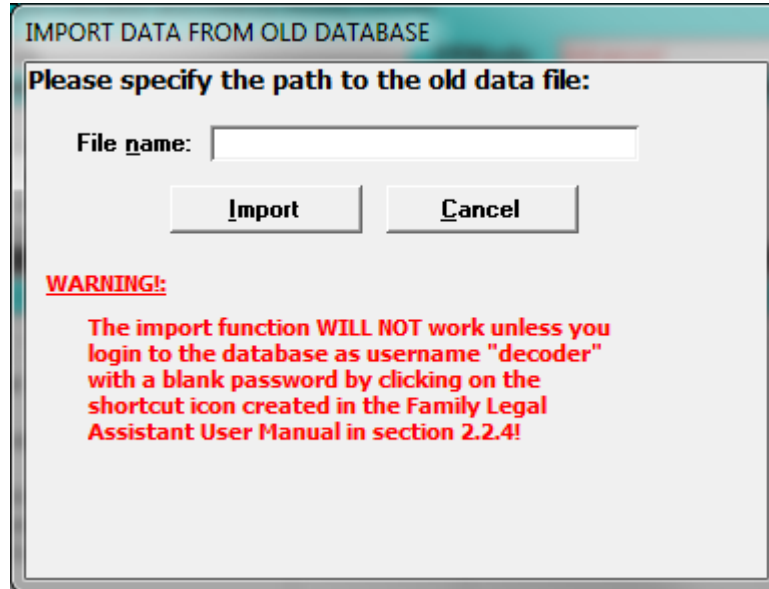 IMPORT DATA FROM OLD DATABASE
Please specify the path to the old data file:
File name:
Import Cancel
WARNING!:
The import function WILL NOT work unless you
login to the database as username "decoder"
with a blank password by clicking on the
shortcut icon created in the Family Legal
Assistant User Manual in section 2.2.4!